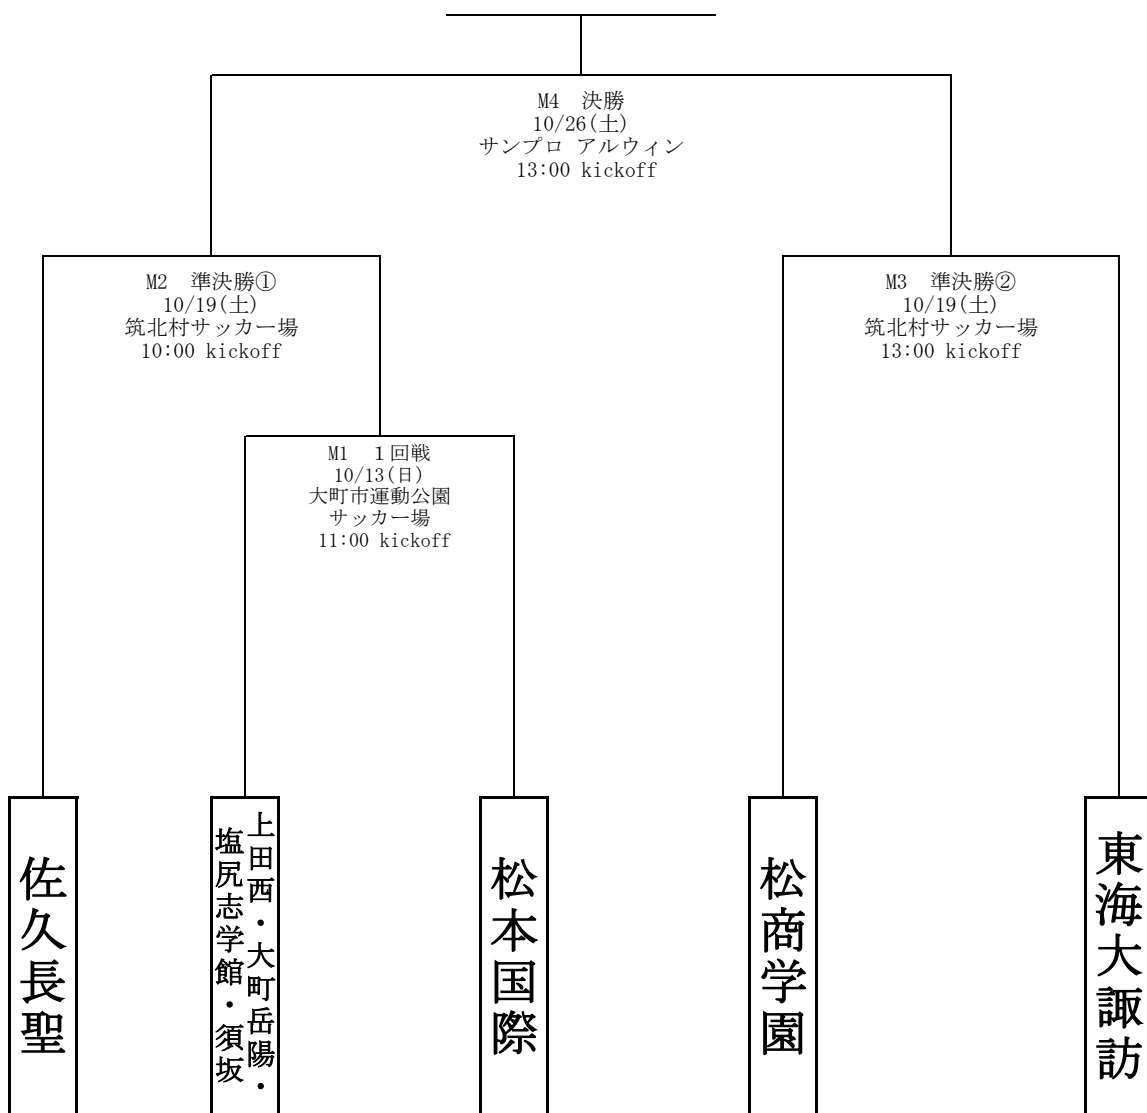 M4　決勝
10/26(土)
サンプロ アルウィン
13:00 kickoff
M2　準決勝①
10/19(土)
筑北村サッカー場
10:00 kickoff
M3　準決勝②
10/19(土)
筑北村サッカー場
13:00 kickoff
M1　１回戦
10/13(日)
大町市運動公園
サッカー場
11:00 kickoff
佐久長聖
上田西・大町岳陽・
塩尻志学館・須坂
松本国際
松商学園
東海大諏訪